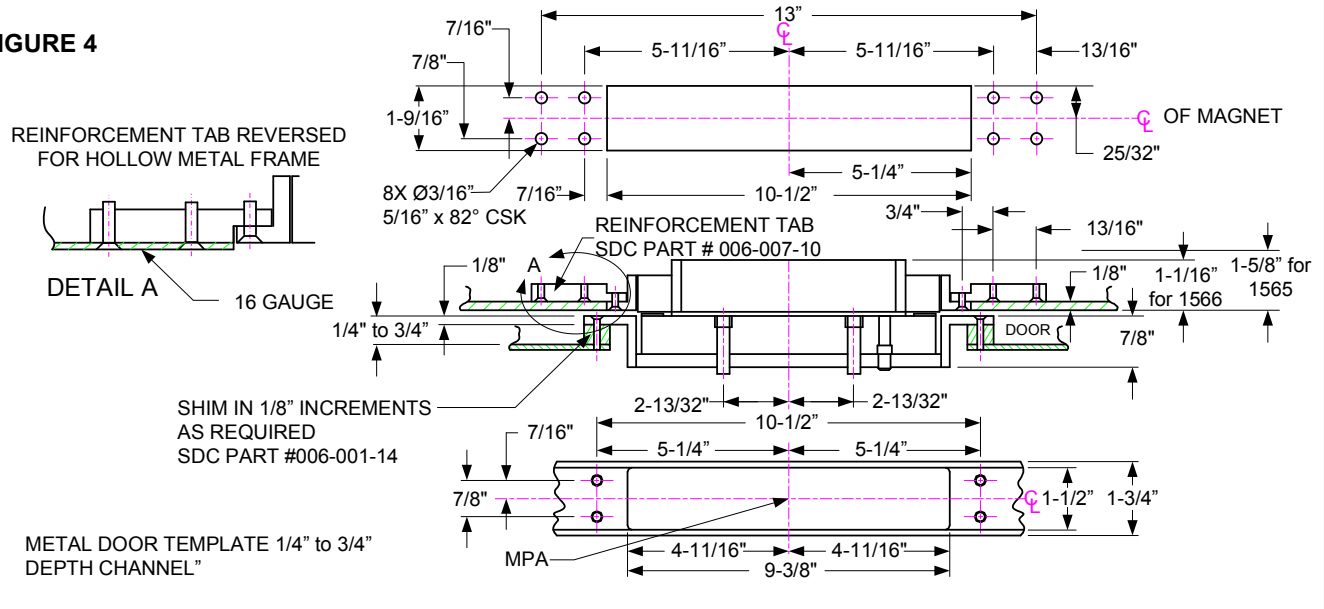 IGURE 4
13”
7/16"
CL
5-11/16”
5-11/16”
13/16"
7/8"
1-9/16”
CL OF MAGNET
REINFORCEMENT TAB REVERSED
FOR HOLLOW METAL FRAME
25/32"
5-1/4”
8X Ø3/16”
5/16” x 82° CSK
7/16"
10-1/2”
3/4"
REINFORCEMENT TAB
SDC PART # 006-007-10
13/16"
1/8"
A
1/8"
1-1/16”
for 1566
1-5/8” for
1565
DETAIL A
16 GAUGE
1/4" to 3/4”
DOOR
7/8"
SHIM IN 1/8” INCREMENTS
AS REQUIRED
SDC PART #006-001-14
2-13/32"
2-13/32"
10-1/2”
7/16"
5-1/4”
5-1/4”
7/8"
CL
1-1/2”
1-3/4”
METAL DOOR TEMPLATE 1/4” to 3/4”
DEPTH CHANNEL”
MPA
4-11/16”
4-11/16”
9-3/8"